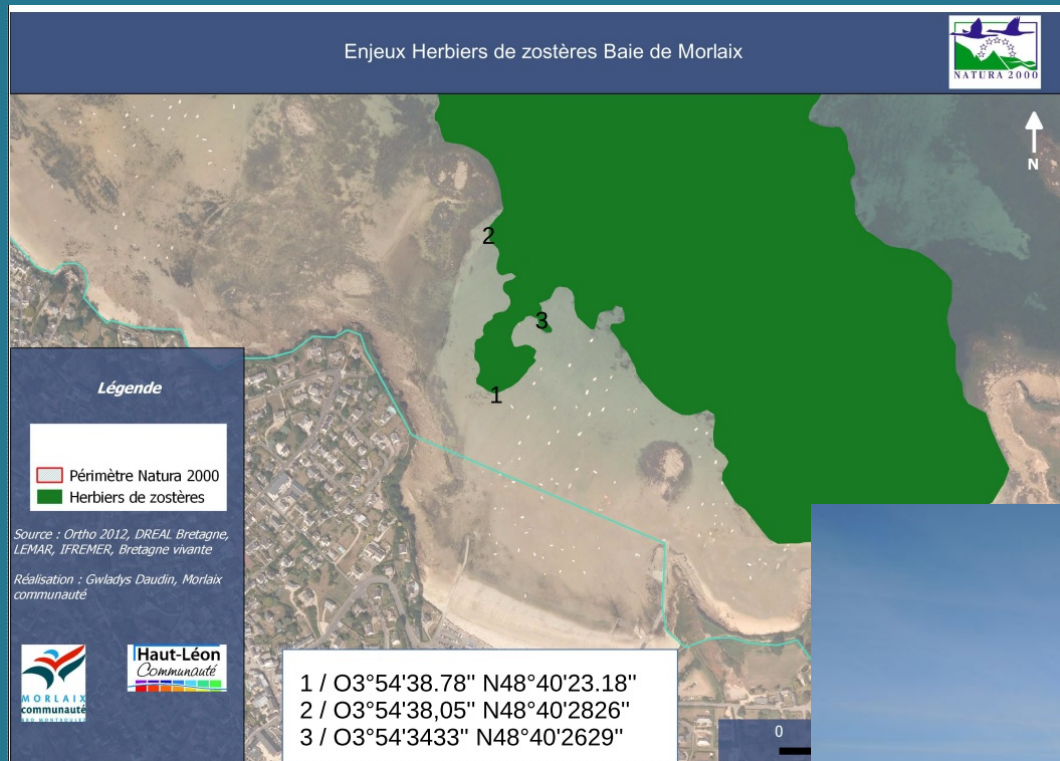 Enjeux Herbiers de zostères Baie de Morlaix
NATURA 2000
N
2
3
1
Légende
Périmètre Natura 2000
Herbiers de zostères
Source : Ortho 2012, DREAL Bretagne,
LEMAR, IFREMER, Bretagne vivante
Réalisation : Gwladys Daudin, Morlaix
communauté
MORLAIX
communauté
Haut-Léon
Communauté
1 / O3°54'38.78'' N48°40'23.18''
2 / O3°54'38,05'' N48°40'2826''
3 / O3°54'3433'' N48°40'2629''
0